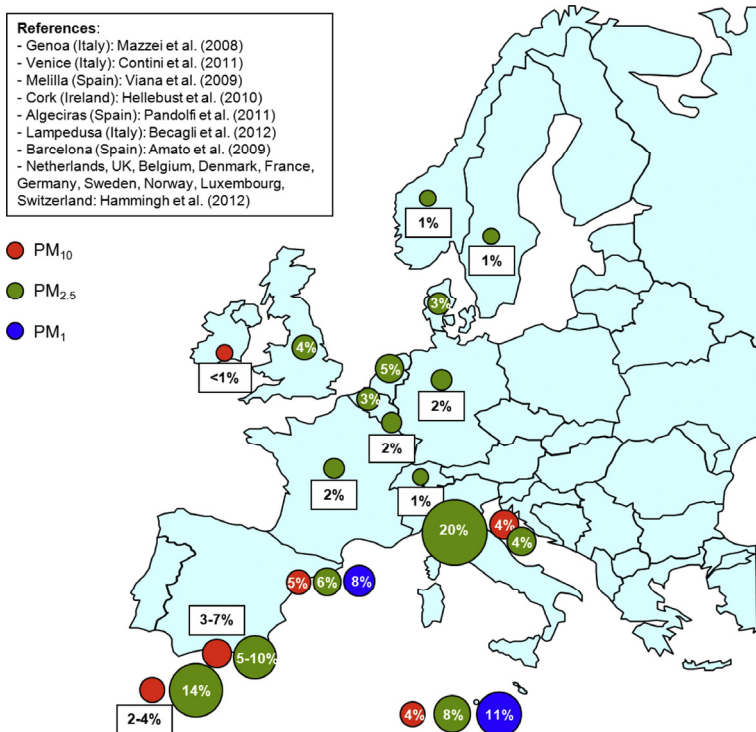 References:
- Genoa (Italy): Mazzei et al. (2008)
- Venice (Italy): Contini et al. (2011)
- Melilla (Spain): Viana et al. (2009)
- Cork (Ireland): Hellebust et al. (2010)
- Algeciras (Spain): Pandolfi et al. (2011)
- Lampedusa (Italy): Becagli et al. (2012)
- Barcelona (Spain): Amato et al. (2009)
- Netherlands, UK, Belgium, Denmark, France,
Germany, Sweden, Norway, Luxembourg,
Switzerland: Hammingh et al. (2012)
PM10
PM2.5
PM1
1%
1%
3%
4%
<1%
5%
3%
2%
2%
2%
1%
20%
4%
4%
5%
6%
8%
3-7%
5-10%
14%
2-4%
4%
8%
11%